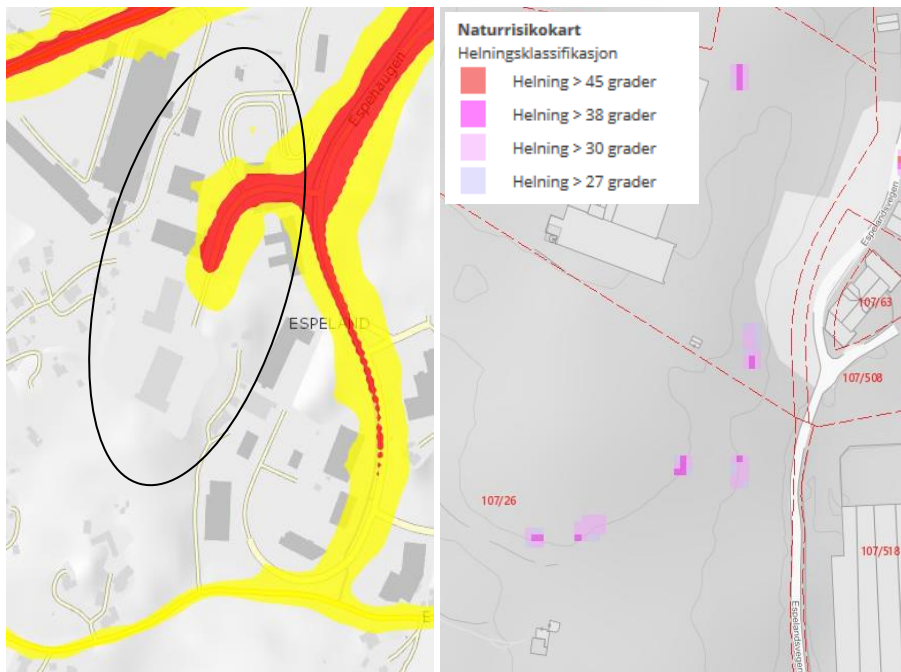 Espehaugen
ESPELAND
E
Naturrisikokart
Helningsklassifikasjon
Helning > 45 grader
Helning > 38 grader
Helning > 30 grader
Helning > 27 grader
Espelandsvegen
107/63
107/508
107/26
107/518
Espelandsvegen